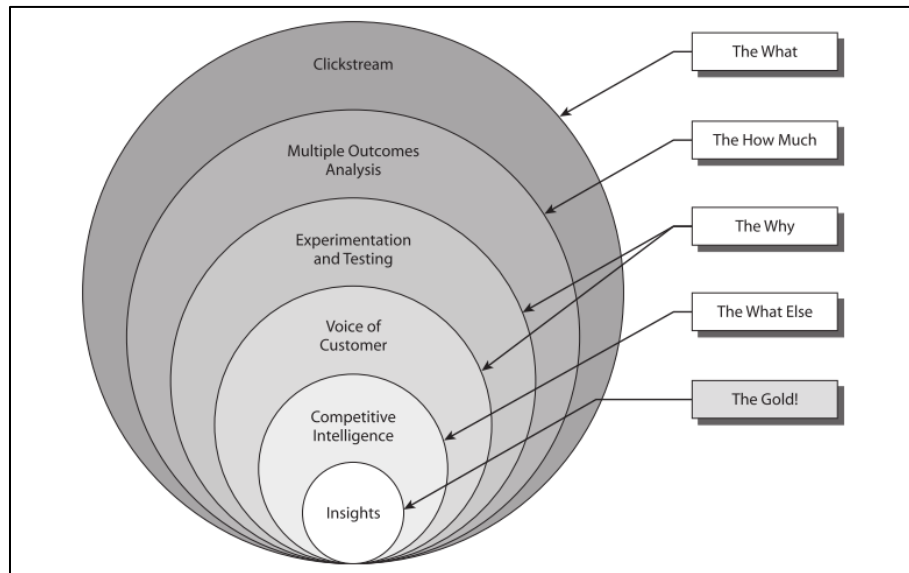 Clickstream
The What
Multiple Outcomes
Analysis
The How Much
Experimentation
and Testing
The Why
Voice of
Customer
The What Else
Competitive
Intelligence
The Gold!
Insights